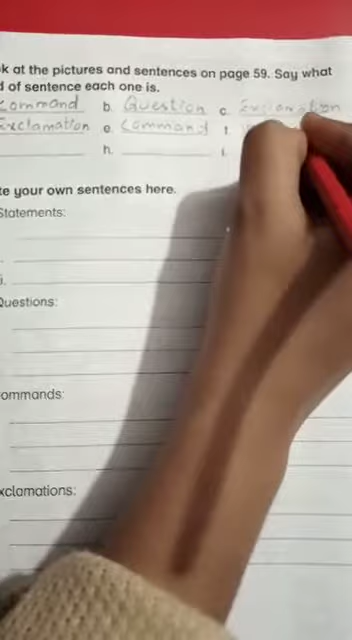 k at the pictures and sentences on page 59. Say what
d of sentence each one is.
command b. Question c. Exclamation
Exclamation e. Command f.
h. i.
te your own sentences here.
Statements:
Questions:
ommands:
xclamations: